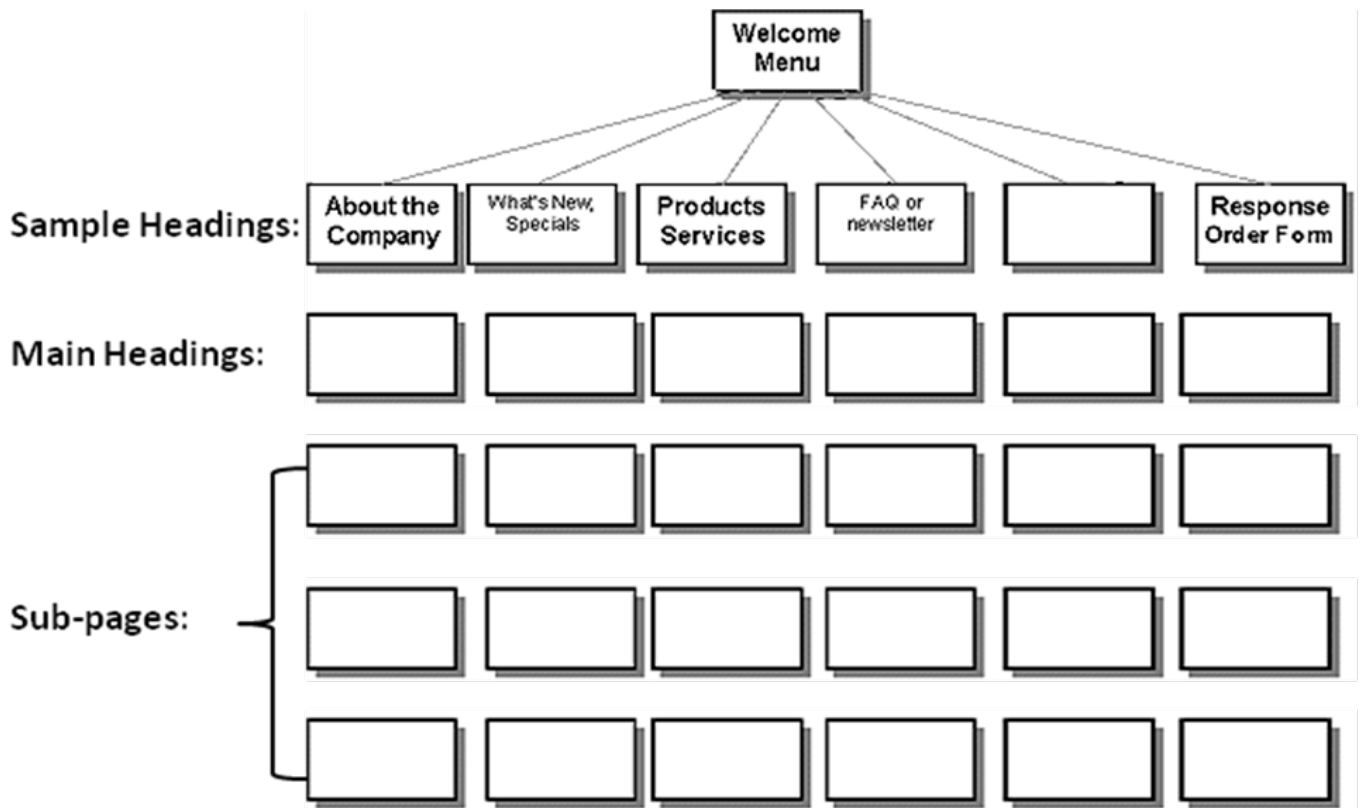 Welcome
Menu
Sample Headings:
About the
Company
What's New,
Specials
Products
Services
FAQ or
newsletter
Response
Order Form
Main Headings:
Sub-pages: